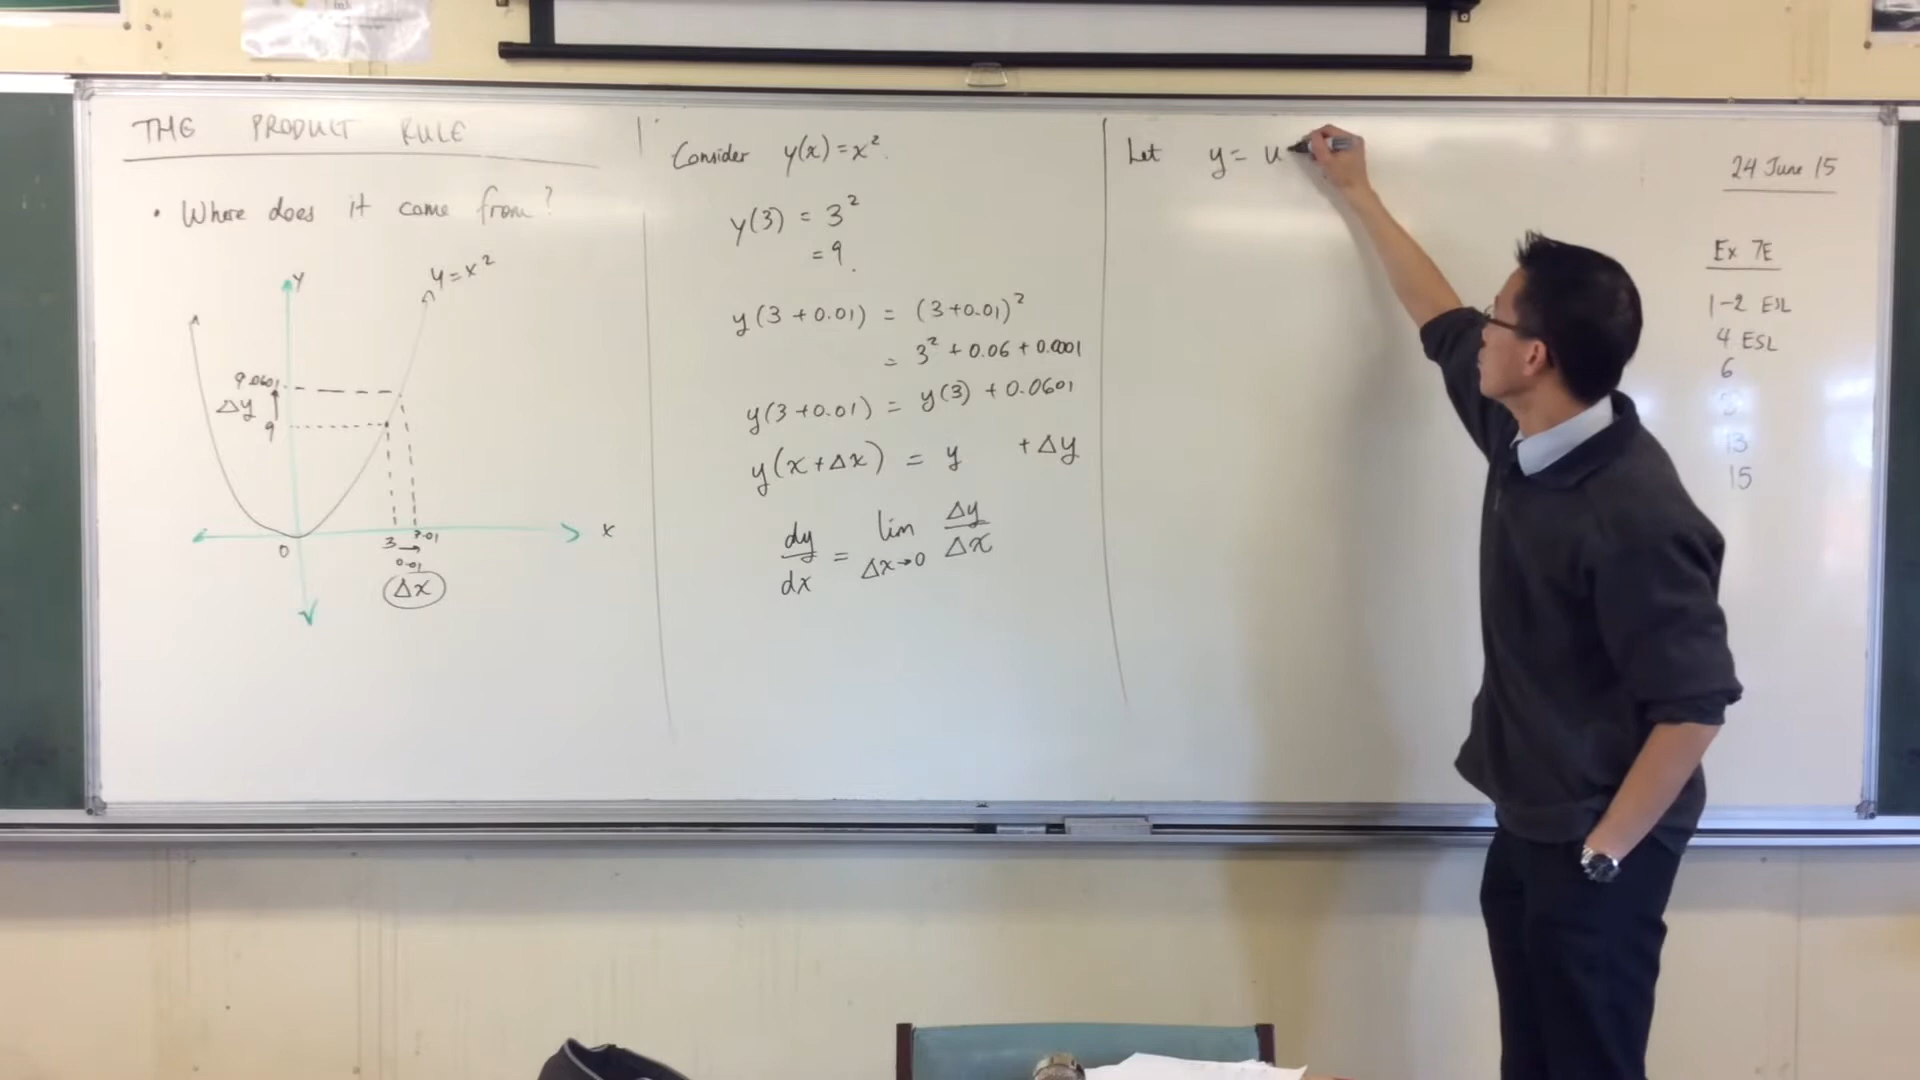 THE PRODUCT RULE
• Where does it come from?
y
y=x²
9.0601
Δy
9
0
3 → 3.01
0.01
Δx
x
Consider y(x)=x².
y(3) = 3²
= 9.
y(3+0.01) = (3+0.01)²
= 3² + 0.06 + 0.0001
y(3+0.01) = y(3) + 0.0601
y(x+Δx) = y + Δy
dy/dx = lim Δx→0 Δy/Δx
Let y = u
24 June 15
Ex 7E
1-2 ESL
4 ESL
6
13
15